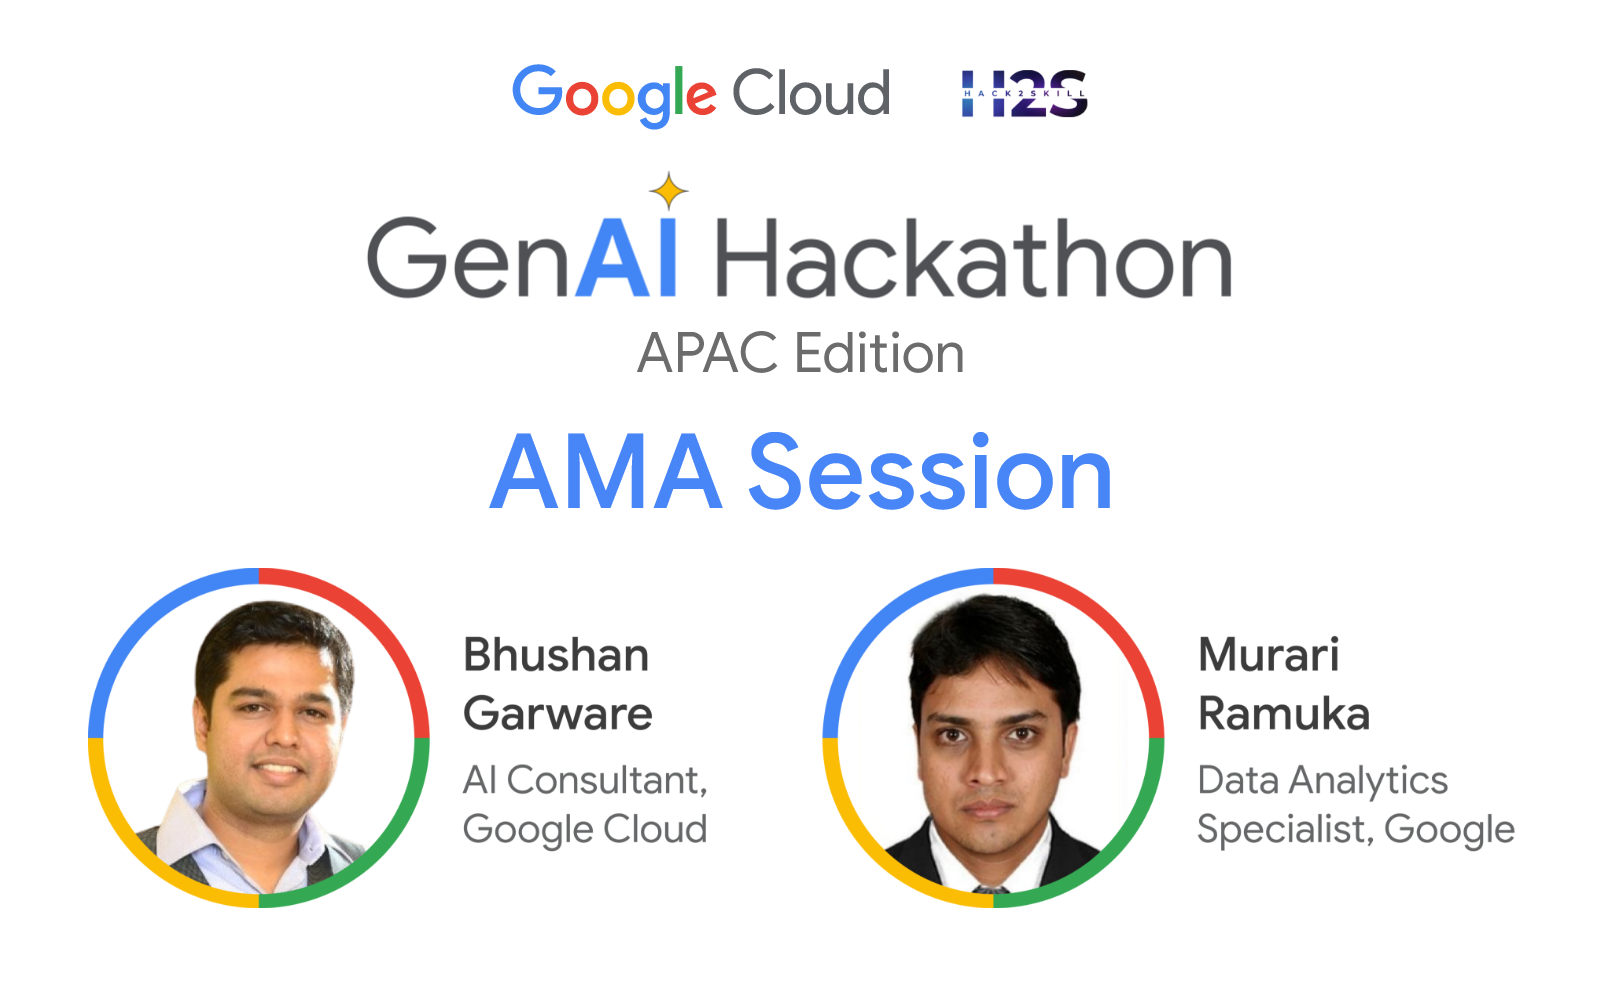 Google Cloud
H2S
HACK2SKILL
GenAI Hackathon
APAC Edition
AMA Session
Bhushan
Garware
AI Consultant,
Google Cloud
Murari
Ramuka
Data Analytics
Specialist, Google